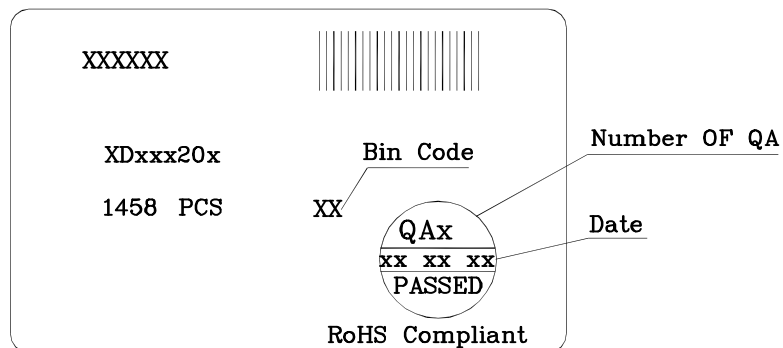 XXXXXX
XDxxx20x
Bin Code
Number OF QA
1458 PCS
XX
QAx
Date
xx xx xx
PASSED
RoHS Compliant